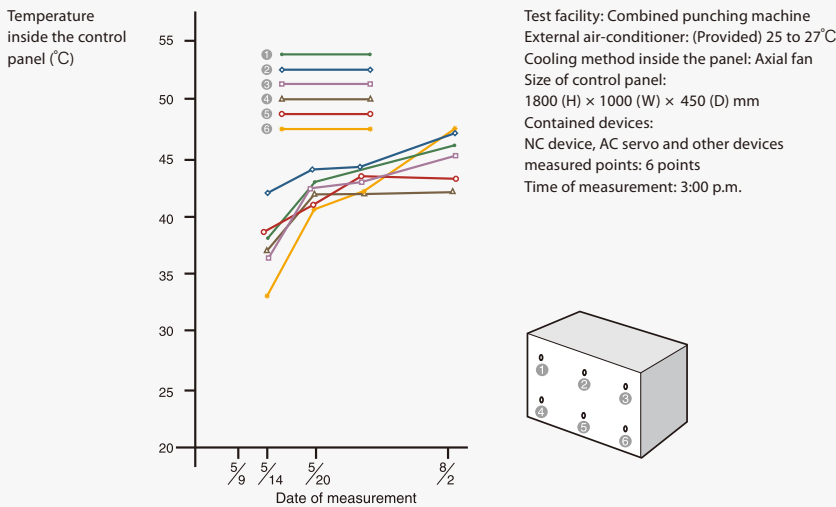 Temperature
inside the control
panel (˚C)
55
50
45
40
35
30
25
20
1
2
3
4
5
6
5/9
5/14
5/20
8/2
Date of measurement
Test facility: Combined punching machine
External air-conditioner: (Provided) 25 to 27˚C
Cooling method inside the panel: Axial fan
Size of control panel:
1800 (H) × 1000 (W) × 450 (D) mm
Contained devices:
NC device, AC servo and other devices
measured points: 6 points
Time of measurement: 3:00 p.m.
1
2
3
4
5
6